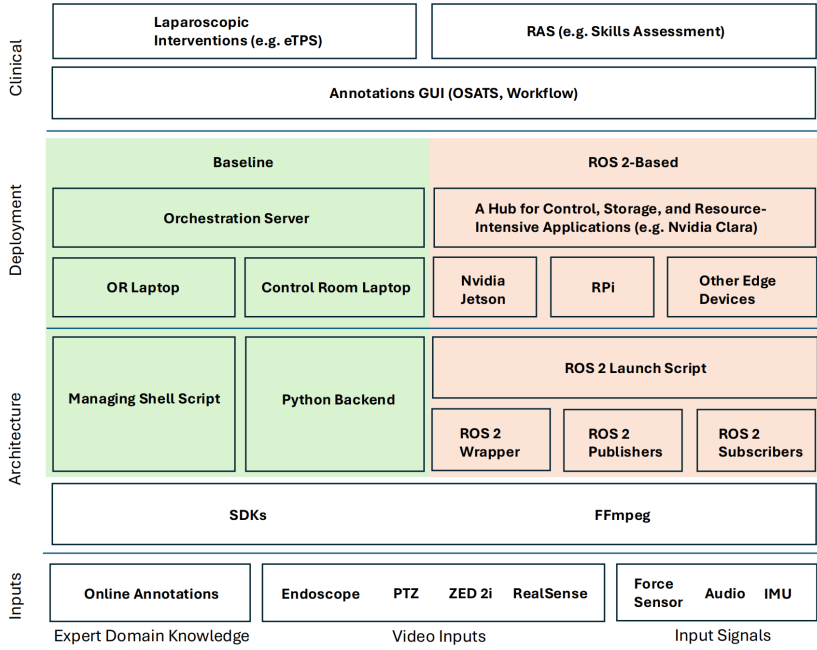 Clinical
Laparoscopic
Interventions (e.g. eTPS)
RAS (e.g. Skills Assessment)
Annotations GUI (OSATS, Workflow)
Deployment
Baseline
ROS 2-Based
Orchestration Server
A Hub for Control, Storage, and Resource-
Intensive Applications (e.g. Nvidia Clara)
OR Laptop
Control Room Laptop
Nvidia
Jetson
RPi
Other Edge
Devices
Architecture
Managing Shell Script
Python Backend
ROS 2 Launch Script
ROS 2
Wrapper
ROS 2
Publishers
ROS 2
Subscribers
SDKs
FFmpeg
Inputs
Online Annotations
Endoscope
PTZ
ZED 2i
RealSense
Force
Sensor
Audio
IMU
Expert Domain Knowledge
Video Inputs
Input Signals